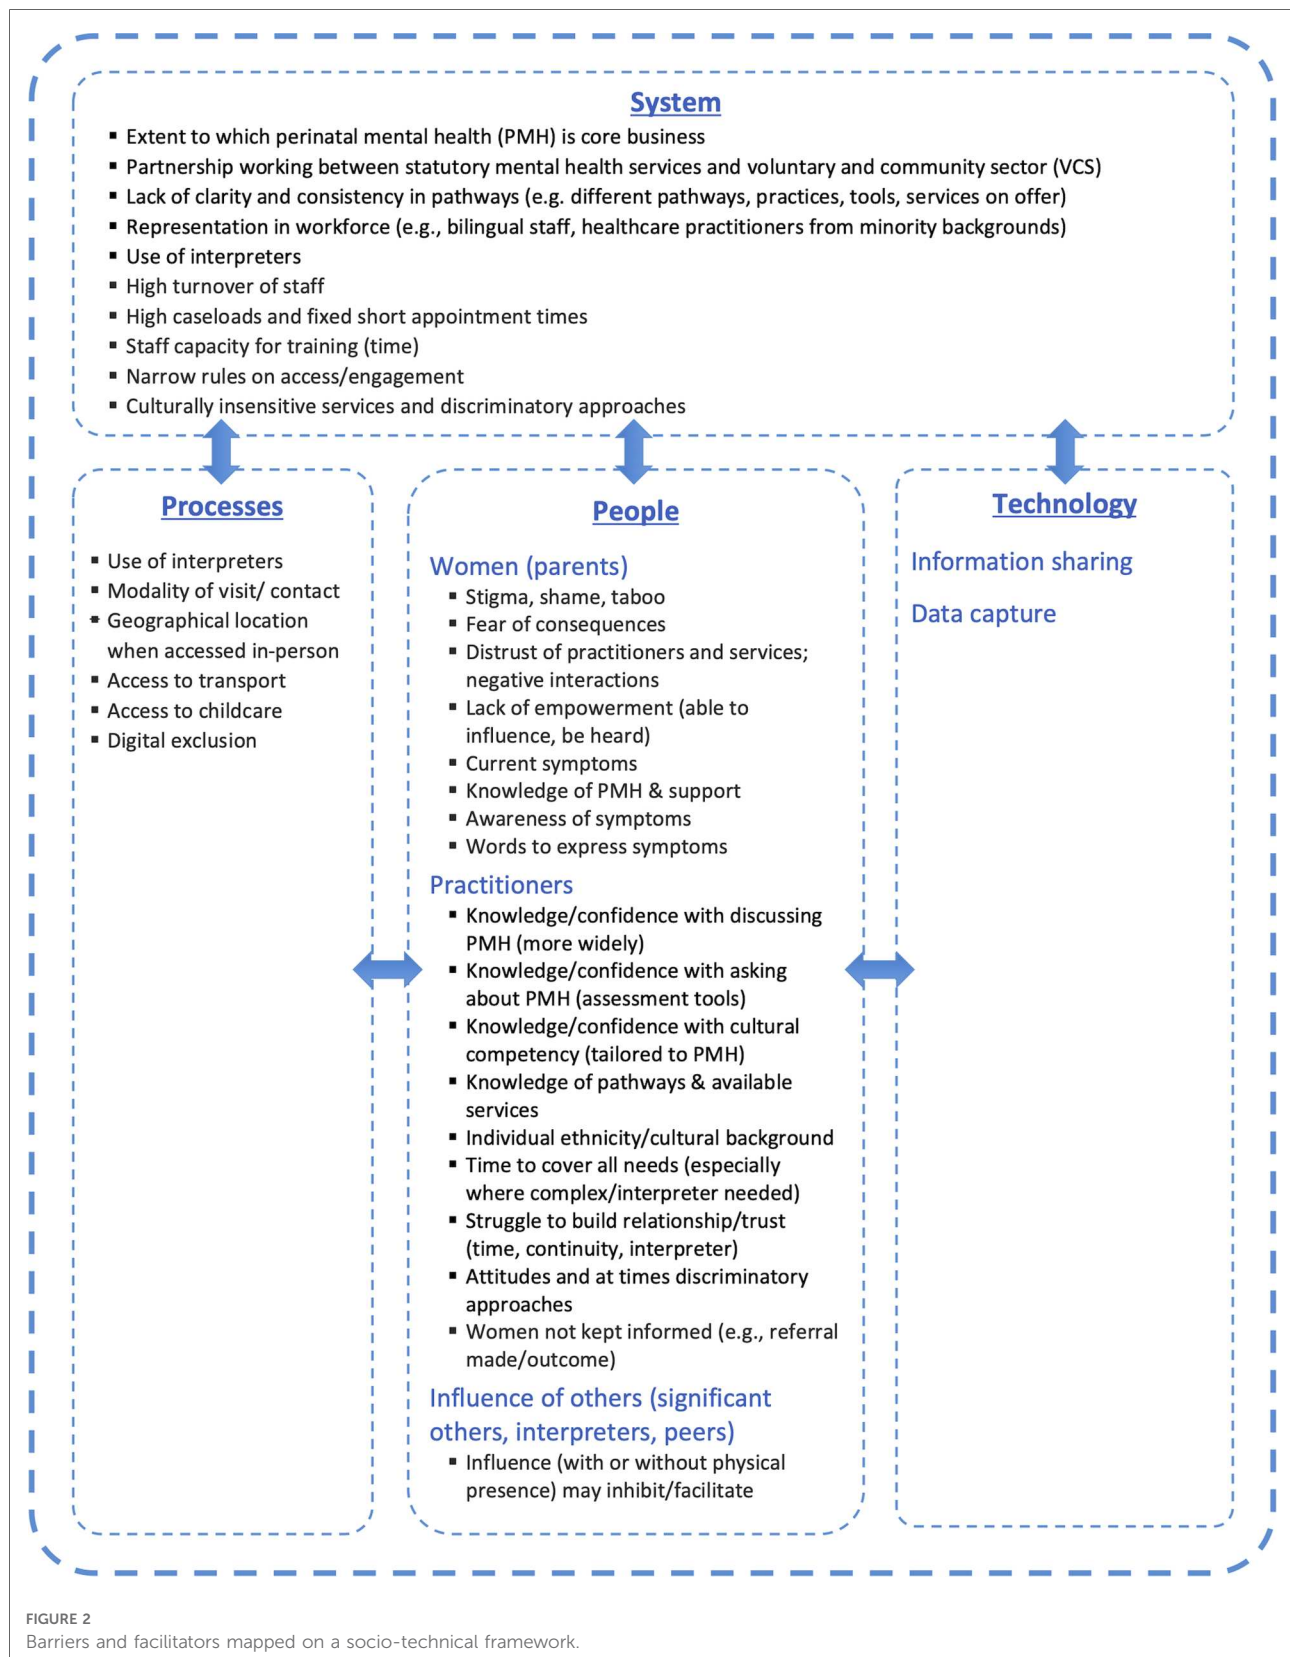 System
▪ Extent to which perinatal mental health (PMH) is core business
▪ Partnership working between statutory mental health services and voluntary and community sector (VCS)
▪ Lack of clarity and consistency in pathways (e.g. different pathways, practices, tools, services on offer)
▪ Representation in workforce (e.g., bilingual staff, healthcare practitioners from minority backgrounds)
▪ Use of interpreters
▪ High turnover of staff
▪ High caseloads and fixed short appointment times
▪ Staff capacity for training (time)
▪ Narrow rules on access/engagement
▪ Culturally insensitive services and discriminatory approaches
Processes
▪ Use of interpreters
▪ Modality of visit/ contact
▪ Geographical location
when accessed in-person
▪ Access to transport
▪ Access to childcare
▪ Digital exclusion
People
Women (parents)
▪ Stigma, shame, taboo
▪ Fear of consequences
▪ Distrust of practitioners and services;
negative interactions
▪ Lack of empowerment (able to
influence, be heard)
▪ Current symptoms
▪ Knowledge of PMH & support
▪ Awareness of symptoms
▪ Words to express symptoms
Practitioners
▪ Knowledge/confidence with discussing
PMH (more widely)
▪ Knowledge/confidence with asking
about PMH (assessment tools)
▪ Knowledge/confidence with cultural
competency (tailored to PMH)
▪ Knowledge of pathways & available
services
▪ Individual ethnicity/cultural background
▪ Time to cover all needs (especially
where complex/interpreter needed)
▪ Struggle to build relationship/trust
(time, continuity, interpreter)
▪ Attitudes and at times discriminatory
approaches
▪ Women not kept informed (e.g., referral
made/outcome)
Influence of others (significant
others, interpreters, peers)
▪ Influence (with or without physical
presence) may inhibit/facilitate
Technology
Information sharing
Data capture
FIGURE 2
Barriers and facilitators mapped on a socio-technical framework.